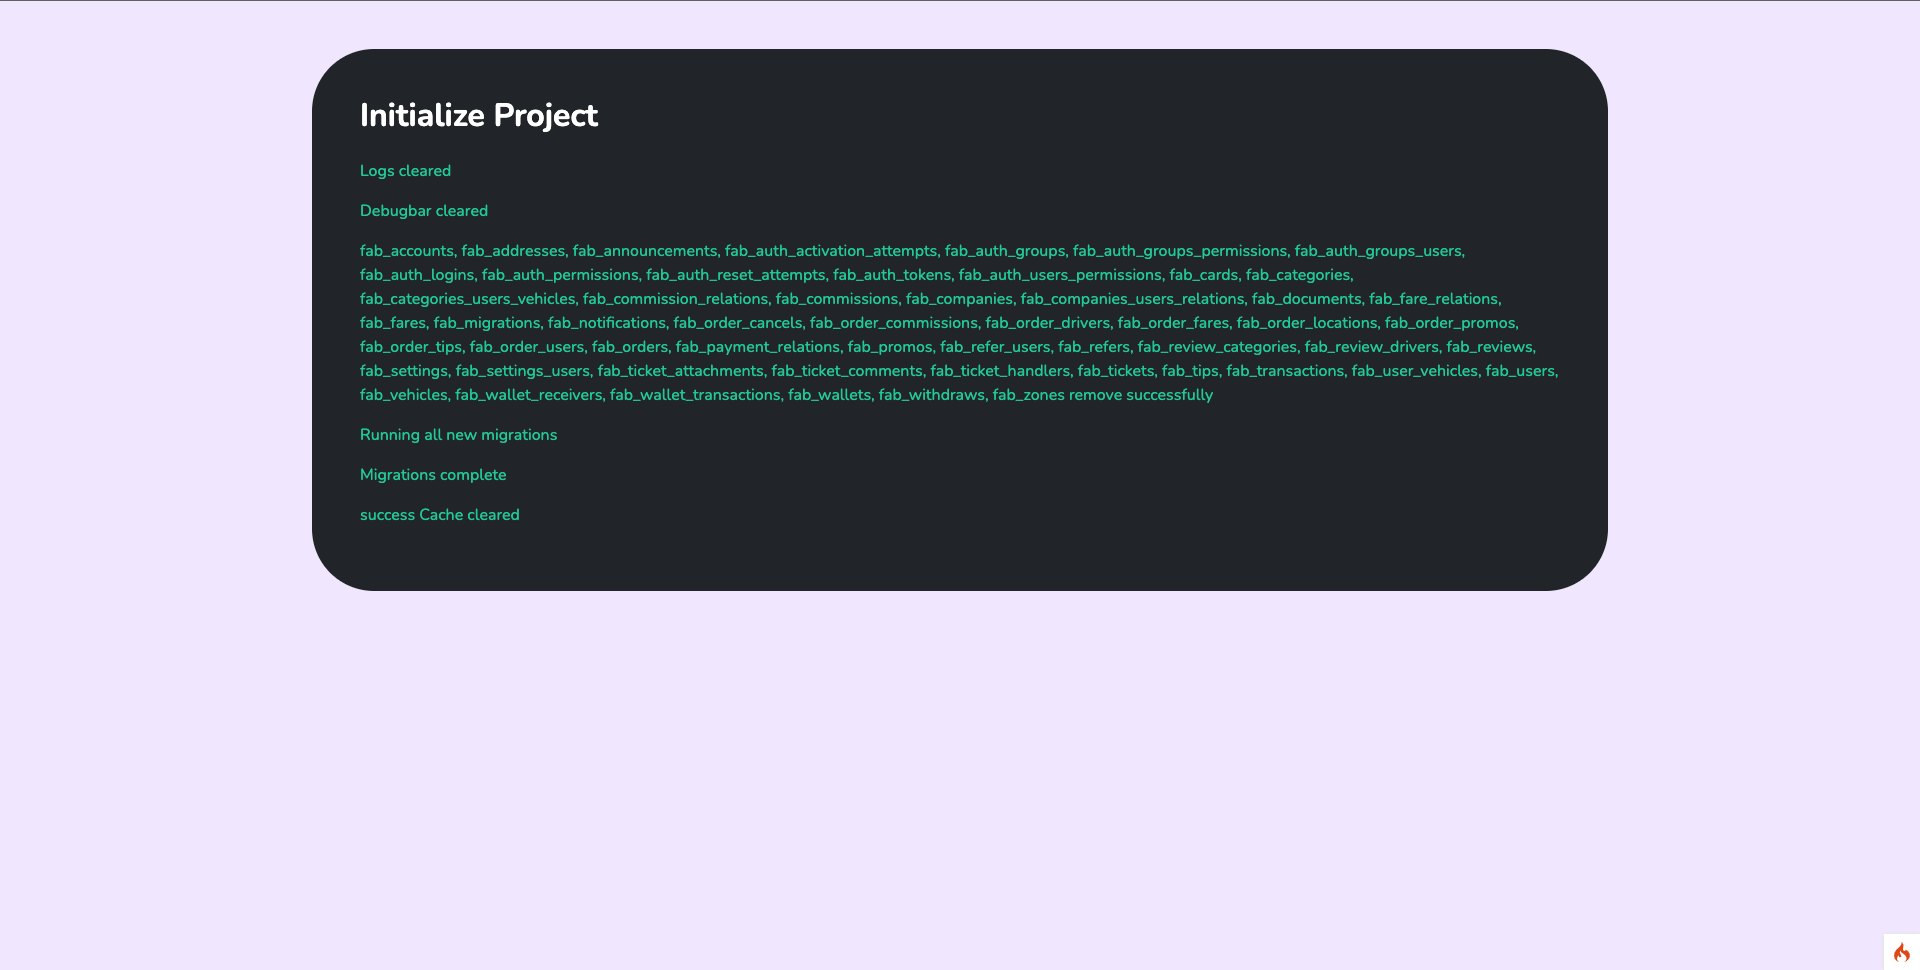 Initialize Project
Logs cleared
Debugbar cleared
fab_accounts, fab_addresses, fab_announcements, fab_auth_activation_attempts, fab_auth_groups, fab_auth_groups_permissions, fab_auth_groups_users,
fab_auth_logins, fab_auth_permissions, fab_auth_reset_attempts, fab_auth_tokens, fab_auth_users_permissions, fab_cards, fab_categories,
fab_categories_users_vehicles, fab_commission_relations, fab_commissions, fab_companies, fab_companies_users_relations, fab_documents, fab_fare_relations,
fab_fares, fab_migrations, fab_notifications, fab_order_cancels, fab_order_commissions, fab_order_drivers, fab_order_fares, fab_order_locations, fab_order_promos,
fab_order_tips, fab_order_users, fab_orders, fab_payment_relations, fab_promos, fab_refer_users, fab_refers, fab_review_categories, fab_review_drivers, fab_reviews,
fab_settings, fab_settings_users, fab_ticket_attachments, fab_ticket_comments, fab_ticket_handlers, fab_tickets, fab_tips, fab_transactions, fab_user_vehicles, fab_users,
fab_vehicles, fab_wallet_receivers, fab_wallet_transactions, fab_wallets, fab_withdraws, fab_zones remove successfully
Running all new migrations
Migrations complete
success Cache cleared